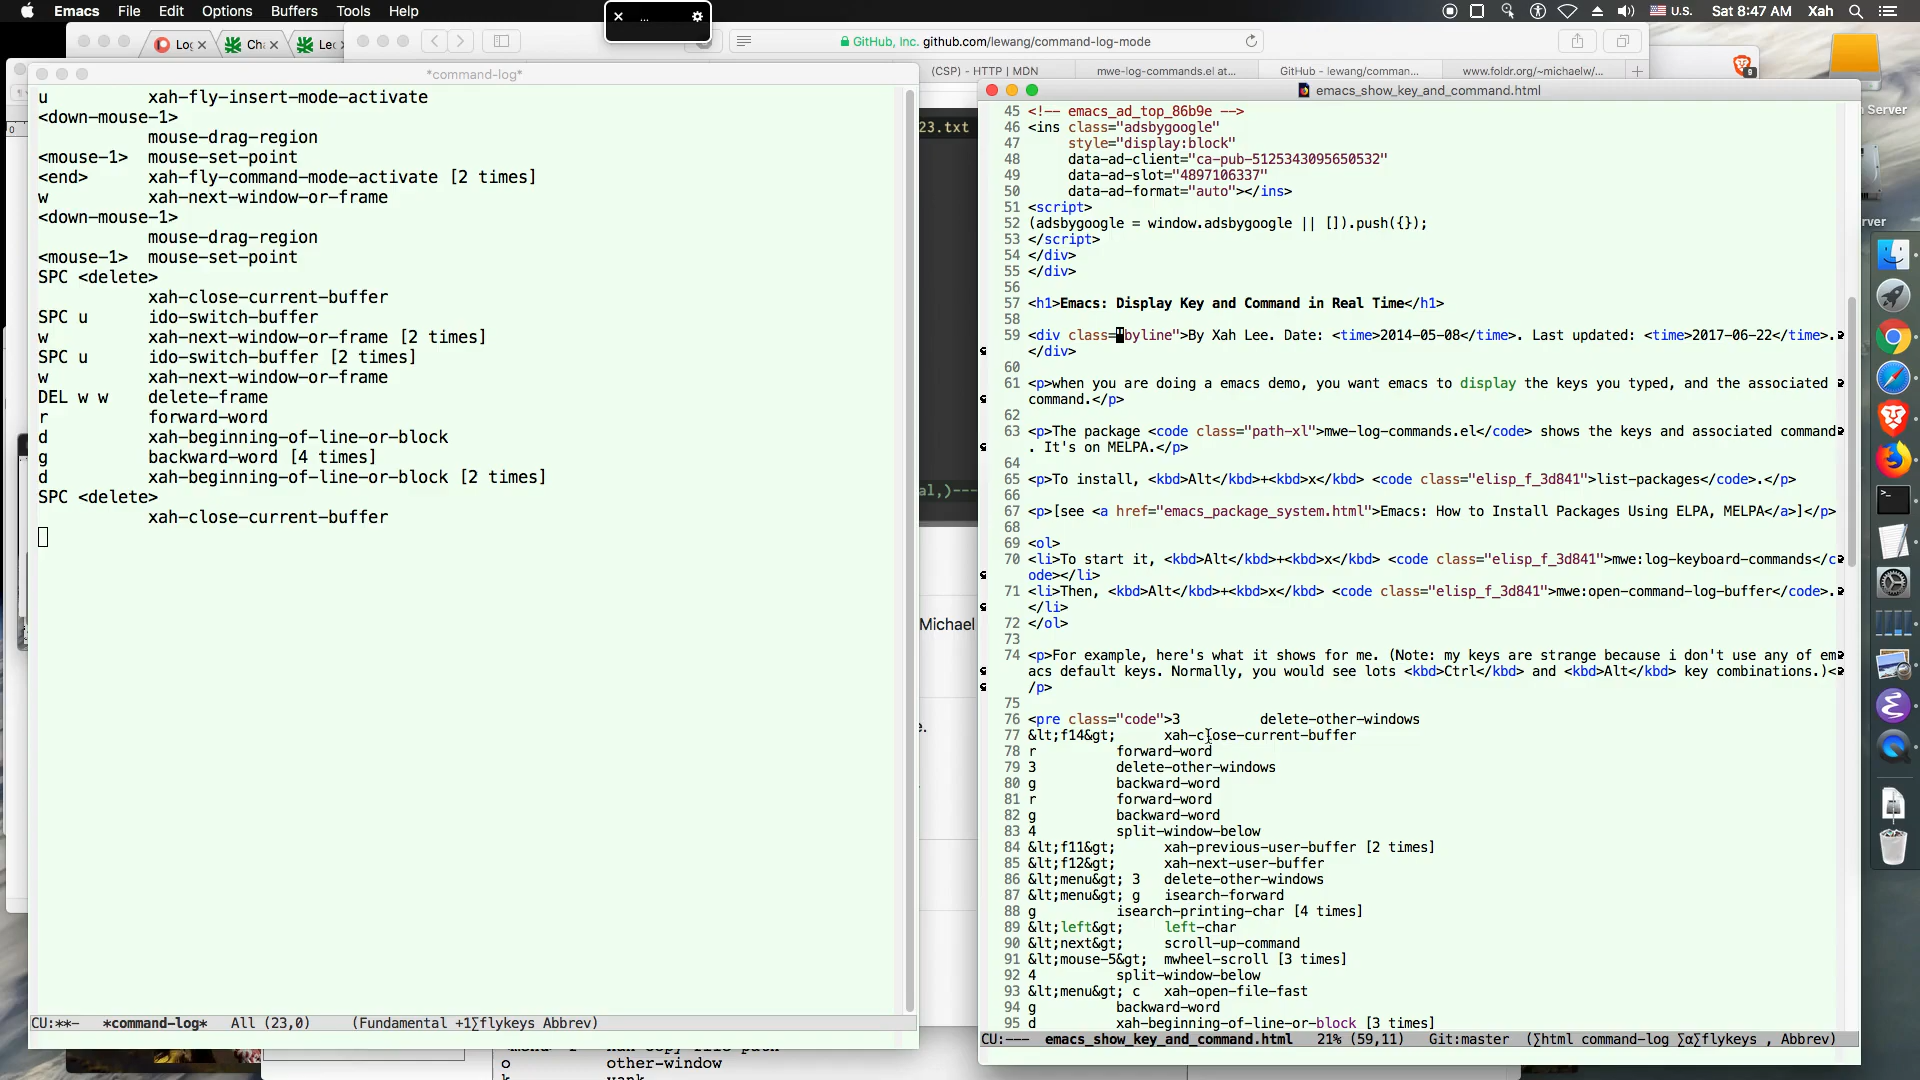 Emacs File Edit Options Buffers Tools Help
...
U.S. Sat 8:47 AM Xah
GitHub, Inc. github.com/lewang/command-log-mode
(CSP) - HTTP | MDN mwe-log-commands.el at... GitHub - lewang/comman... www.foldr.org/~michaelw/...
*command-log*
u xah-fly-insert-mode-activate
<down-mouse-1>
mouse-drag-region
<mouse-1> mouse-set-point
<end> xah-fly-command-mode-activate [2 times]
w xah-next-window-or-frame
<down-mouse-1>
mouse-drag-region
<mouse-1> mouse-set-point
SPC <delete>
xah-close-current-buffer
SPC u ido-switch-buffer
w xah-next-window-or-frame [2 times]
SPC u ido-switch-buffer [2 times]
w xah-next-window-or-frame
DEL w w delete-frame
r forward-word
d xah-beginning-of-line-or-block
g backward-word [4 times]
d xah-beginning-of-line-or-block [2 times]
SPC <delete>
xah-close-current-buffer
CU:**- *command-log* All (23,0) (Fundamental +1∑flykeys Abbrev)
23.txt
al,)---
Michael
other-window
emacs_show_key_and_command.html
45 <!-- emacs_ad_top_86b9e -->
46 <ins class="adsbygoogle"
47 style="display:block"
48 data-ad-client="ca-pub-5125343095650532"
49 data-ad-slot="4897106337"
50 data-ad-format="auto"></ins>
51 <script>
52 (adsbygoogle = window.adsbygoogle || []).push({});
53 </script>
54 </div>
55 </div>
56
57 <h1>Emacs: Display Key and Command in Real Time</h1>
58
59 <div class="byline">By Xah Lee. Date: <time>2014-05-08</time>. Last updated: <time>2017-06-22</time>.
</div>
60
61 <p>when you are doing a emacs demo, you want emacs to display the keys you typed, and the associated
command.</p>
62
63 <p>The package <code class="path-xl">mwe-log-commands.el</code> shows the keys and associated command
. It's on MELPA.</p>
64
65 <p>To install, <kbd>Alt</kbd>+<kbd>x</kbd> <code class="elisp_f_3d841">list-packages</code>.</p>
66
67 <p>[see <a href="emacs_package_system.html">Emacs: How to Install Packages Using ELPA, MELPA</a>]</p>
68
69 <ol>
70 <li>To start it, <kbd>Alt</kbd>+<kbd>x</kbd> <code class="elisp_f_3d841">mwe:log-keyboard-commands</c
ode></li>
71 <li>Then, <kbd>Alt</kbd>+<kbd>x</kbd> <code class="elisp_f_3d841">mwe:open-command-log-buffer</code>.
</li>
72 </ol>
73
74 <p>For example, here's what it shows for me. (Note: my keys are strange because i don't use any of em
acs default keys. Normally, you would see lots <kbd>Ctrl</kbd> and <kbd>Alt</kbd> key combinations.)<
/p>
75
76 <pre class="code">3 delete-other-windows
77 &lt;f14&gt; xah-close-current-buffer
78 r forward-word
79 3 delete-other-windows
80 g backward-word
81 r forward-word
82 g backward-word
83 4 split-window-below
84 &lt;f11&gt; xah-previous-user-buffer [2 times]
85 &lt;f12&gt; xah-next-user-buffer
86 &lt;menu&gt; 3 delete-other-windows
87 &lt;menu&gt; g isearch-forward
88 g isearch-printing-char [4 times]
89 &lt;left&gt; left-char
90 &lt;next&gt; scroll-up-command
91 &lt;mouse-5&gt; mwheel-scroll [3 times]
92 4 split-window-below
93 &lt;menu&gt; c xah-open-file-fast
94 g backward-word
95 d xah-beginning-of-line-or-block [3 times]
CU:--- emacs_show_key_and_command.html 21% (59,11) Git:master (∑html command-log ∑α∑flykeys , Abbrev)